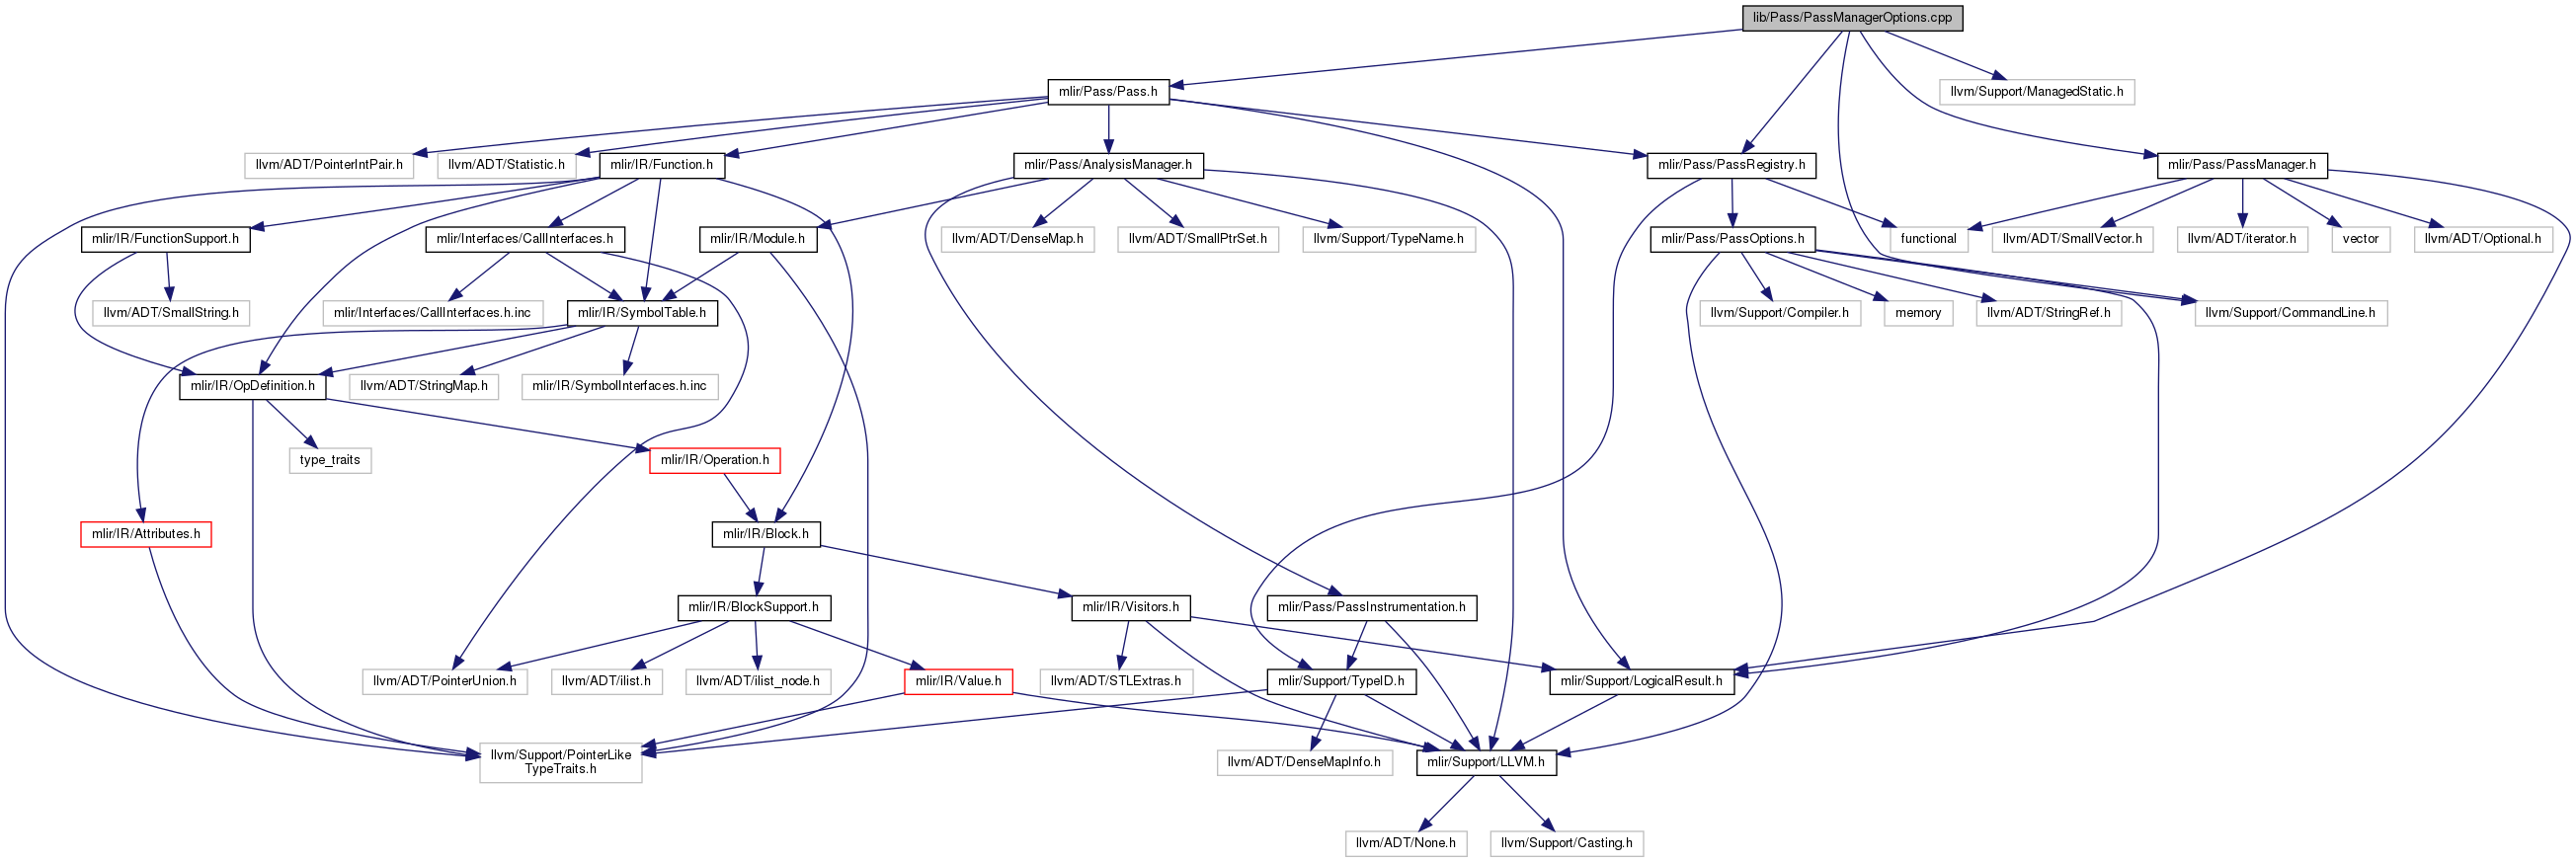 lib/Pass/PassManagerOptions.cpp
mlir/Pass/Pass.h
llvm/Support/ManagedStatic.h
llvm/ADT/PointerIntPair.h
llvm/ADT/Statistic.h
mlir/IR/Function.h
mlir/Pass/AnalysisManager.h
mlir/Pass/PassRegistry.h
mlir/Pass/PassManager.h
mlir/IR/FunctionSupport.h
mlir/Interfaces/CallInterfaces.h
mlir/IR/Module.h
llvm/ADT/DenseMap.h
llvm/ADT/SmallPtrSet.h
llvm/Support/TypeName.h
mlir/Pass/PassOptions.h
functional
llvm/ADT/SmallVector.h
llvm/ADT/iterator.h
vector
llvm/ADT/Optional.h
llvm/ADT/SmallString.h
mlir/Interfaces/CallInterfaces.h.inc
mlir/IR/SymbolTable.h
llvm/Support/Compiler.h
memory
llvm/ADT/StringRef.h
llvm/Support/CommandLine.h
mlir/IR/OpDefinition.h
llvm/ADT/StringMap.h
mlir/IR/SymbolInterfaces.h.inc
type_traits
mlir/IR/Operation.h
mlir/IR/Attributes.h
mlir/IR/Block.h
mlir/IR/BlockSupport.h
mlir/IR/Visitors.h
mlir/Pass/PassInstrumentation.h
llvm/ADT/PointerUnion.h
llvm/ADT/ilist.h
llvm/ADT/ilist_node.h
mlir/IR/Value.h
llvm/ADT/STLExtras.h
mlir/Support/TypeID.h
mlir/Support/LogicalResult.h
llvm/Support/PointerLike
TypeTraits.h
llvm/ADT/DenseMapInfo.h
mlir/Support/LLVM.h
llvm/ADT/None.h
llvm/Support/Casting.h